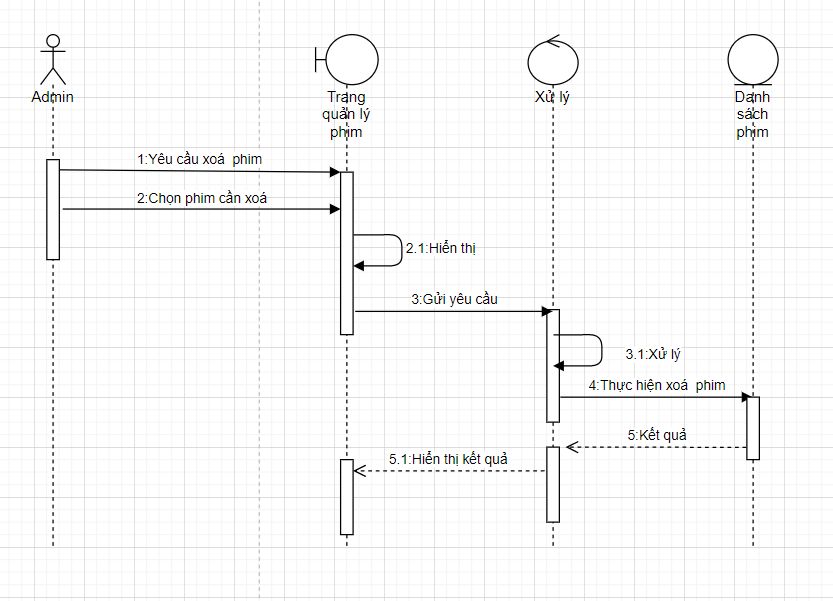 Admin
Trang
quản lý
phim
Xử lý
Danh
sách
phim
1:Yêu cầu xoá  phim
2:Chọn phim cần xoá
2.1:Hiển thị
3:Gửi yêu cầu
3.1:Xử lý
4:Thực hiện xoá  phim
5:Kết quả
5.1:Hiển thị kết quả